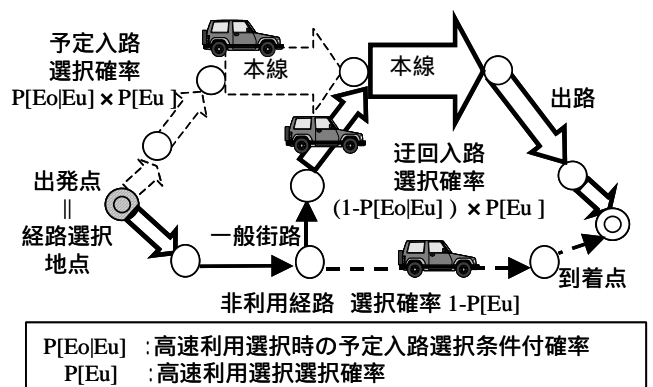 予定入路
選択確率
P[Eo|Eu] × P[Eu ]
本線
本線
出路
迂回入路
選択確率
(1-P[Eo|Eu] ) × P[Eu ]
出発点
||
経路選択
地点
一般街路
到着点
非利用経路 選択確率 1-P[Eu]
P[Eo|Eu] :高速利用選択時の予定入路選択条件付確率
P[Eu] :高速利用選択選択確率